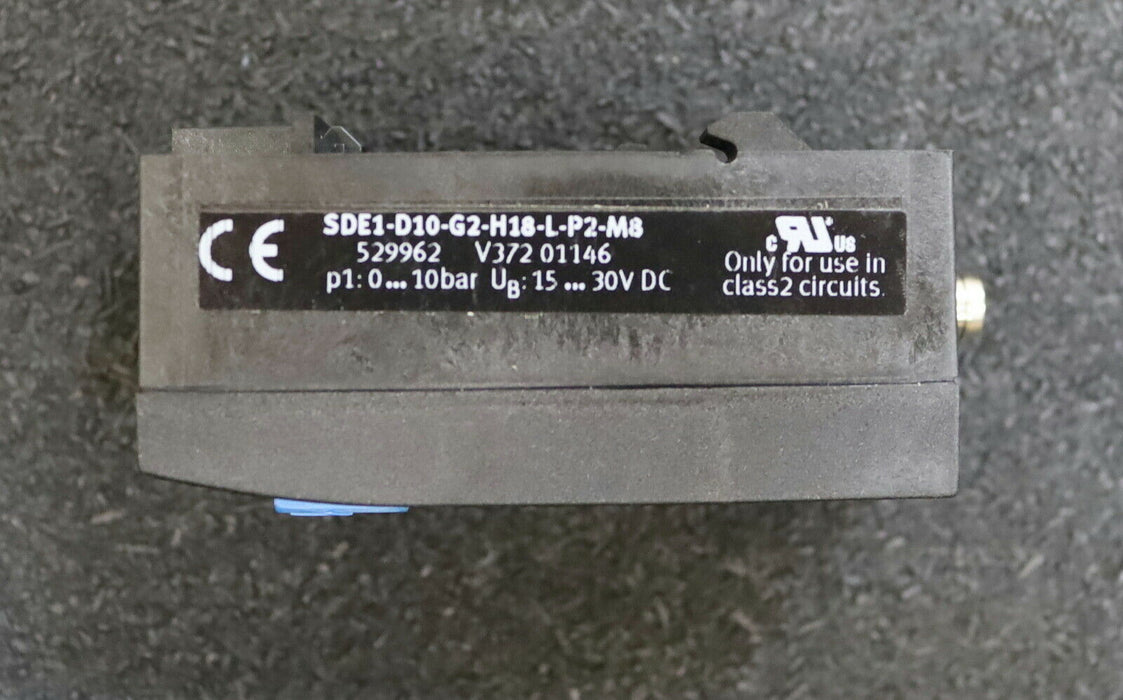 CE
SDE1-D10-G2-H18-L-P2-M8
529962 V372 01146
p1: 0... 10bar UB: 15 ... 30V DC
c RU US
Only for use in
class2 circuits.